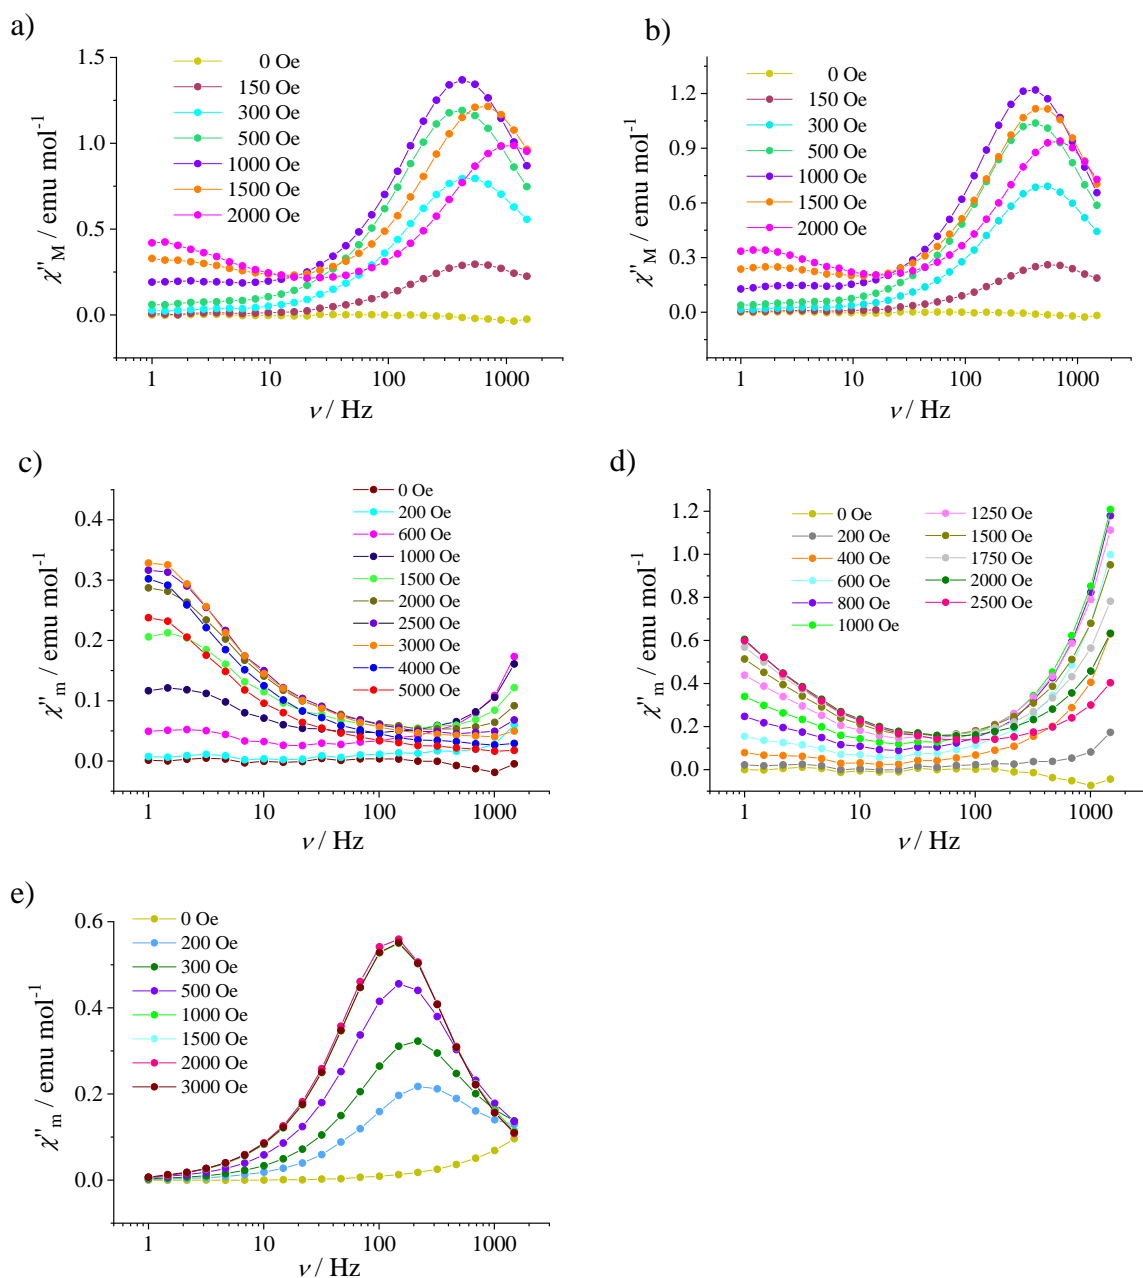 a)
χ''M / emu mol-1
1.5
1.0
0.5
0.0
0 Oe
150 Oe
300 Oe
500 Oe
1000 Oe
1500 Oe
2000 Oe
1 10 100 1000
ν / Hz
b)
χ''M / emu mol-1
1.2
0.9
0.6
0.3
0.0
0 Oe
150 Oe
300 Oe
500 Oe
1000 Oe
1500 Oe
2000 Oe
1 10 100 1000
ν / Hz
c)
χ''m / emu mol-1
0.4
0.3
0.2
0.1
0.0
0 Oe
200 Oe
600 Oe
1000 Oe
1500 Oe
2000 Oe
2500 Oe
3000 Oe
4000 Oe
5000 Oe
1 10 100 1000
ν / Hz
d)
χ''m / emu mol-1
1.2
1.0
0.8
0.6
0.4
0.2
0.0
0 Oe
200 Oe
400 Oe
600 Oe
800 Oe
1000 Oe
1250 Oe
1500 Oe
1750 Oe
2000 Oe
2500 Oe
1 10 100 1000
ν / Hz
e)
χ''m / emu mol-1
0.6
0.4
0.2
0.0
0 Oe
200 Oe
300 Oe
500 Oe
1000 Oe
1500 Oe
2000 Oe
3000 Oe
1 10 100 1000
ν / Hz